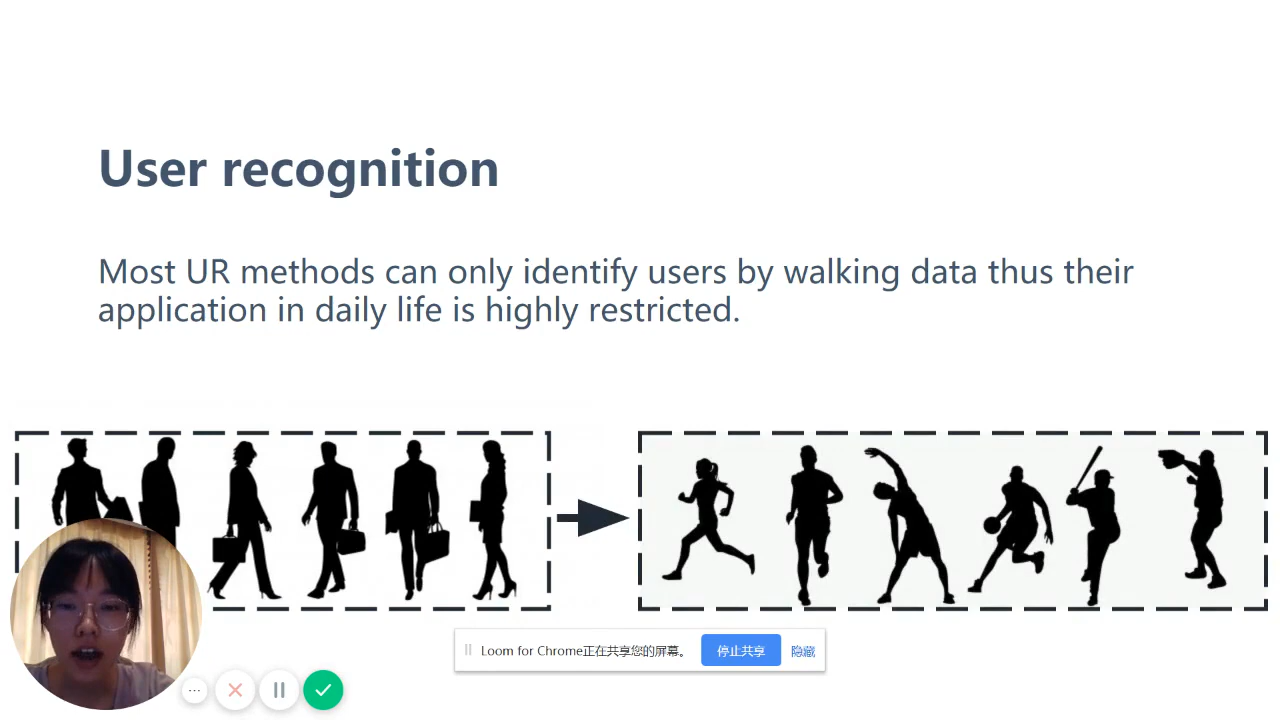 User recognition
Most UR methods can only identify users by walking data thus their
application in daily life is highly restricted.
Loom for Chrome正在共享您的屏幕。 停止共享 隐藏